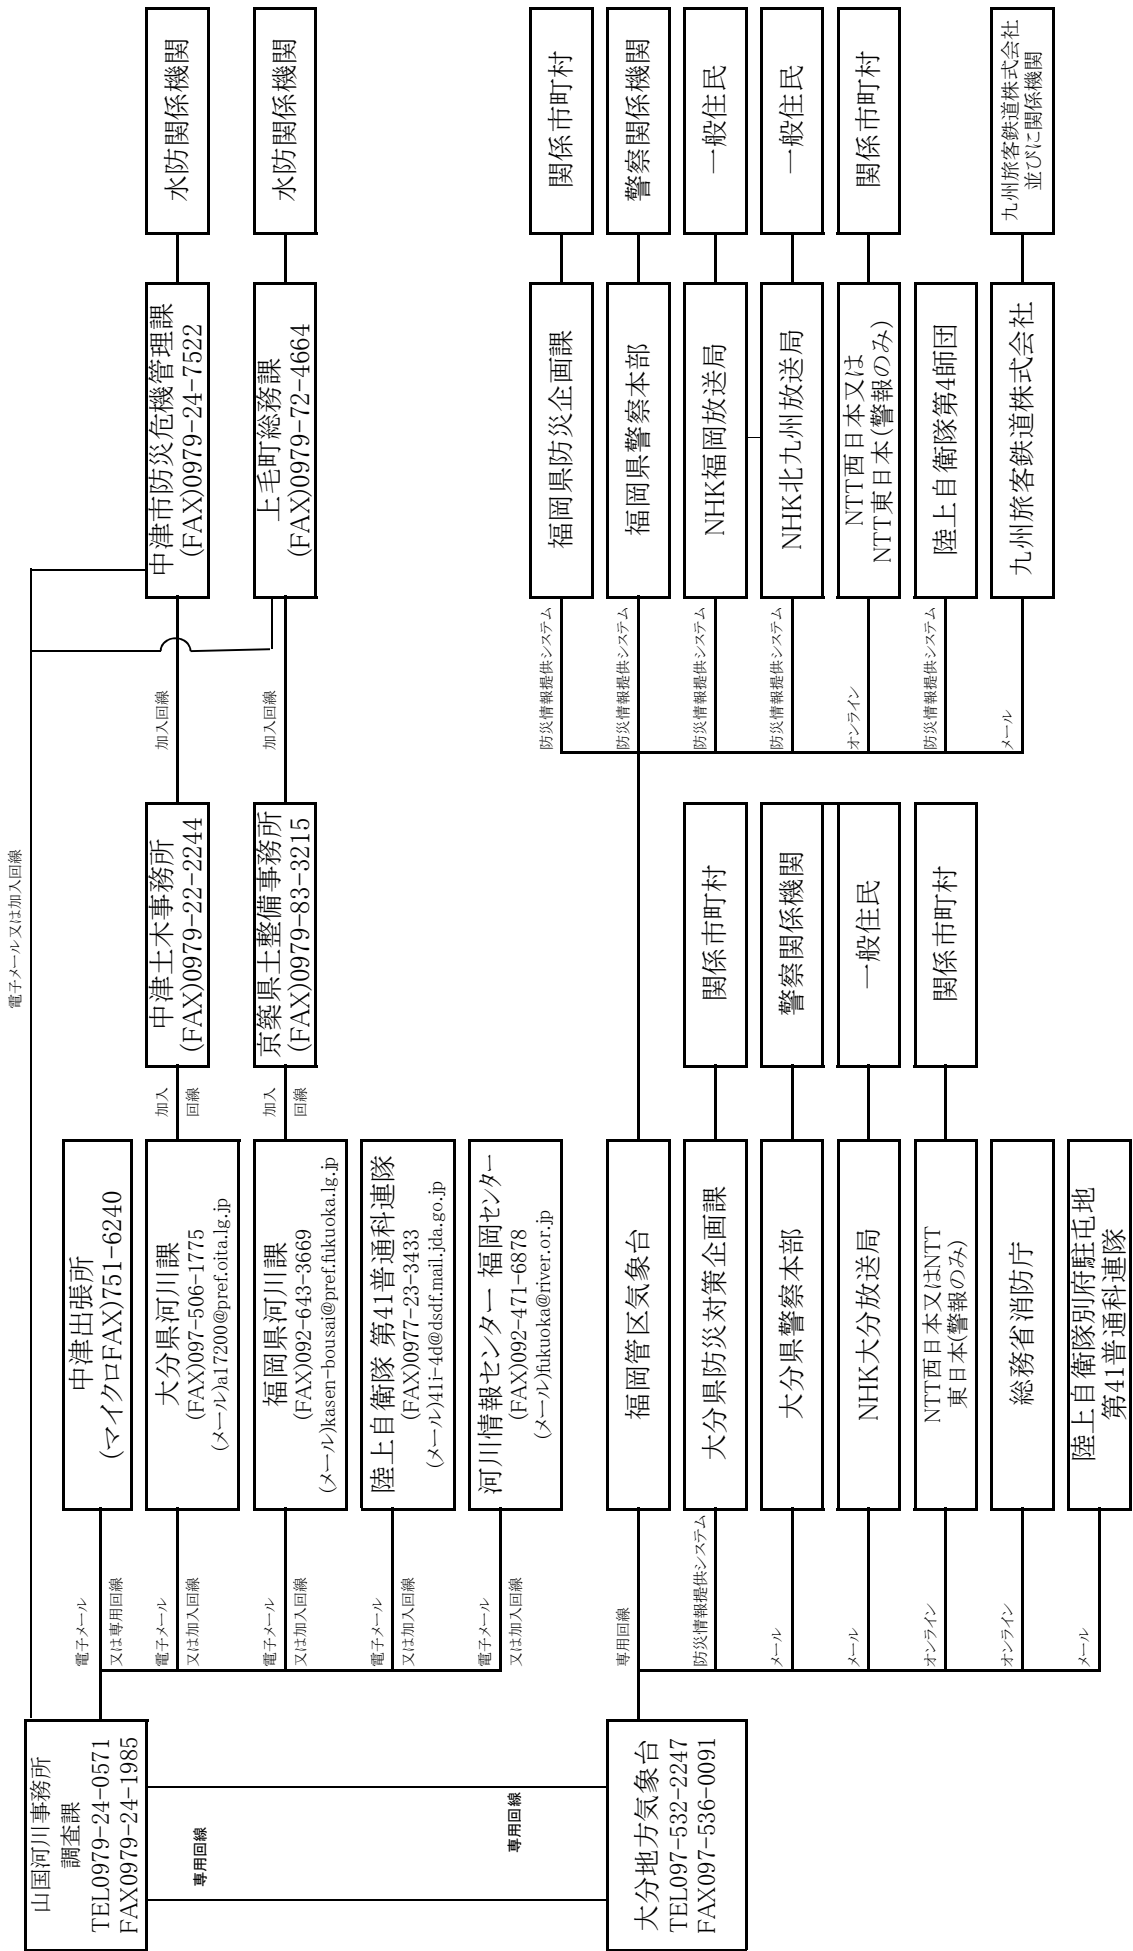 電子メール又は加入回線
山国河川事務所
調査課
TEL0979-24-0571
FAX0979-24-1985
専用回線
専用回線
大分地方気象台
TEL097-532-2247
FAX097-536-0091
電子メール
又は専用回線
中津出張所
(マイクロFAX)751-6240
電子メール
又は加入回線
大分県河川課
(FAX)097-506-1775
(メール)a17200@pref.oita.lg.jp
加入
回線
中津土木事務所
(FAX)0979-22-2244
加入回線
中津市防災危機管理課
(FAX)0979-24-7522
水防関係機関
電子メール
又は加入回線
福岡県河川課
(FAX)092-643-3669
(メール)kasen-bousai@pref.fukuoka.lg.jp
加入
回線
京築県土整備事務所
(FAX)0979-83-3215
加入回線
上毛町総務課
(FAX)0979-72-4664
水防関係機関
電子メール
又は加入回線
陸上自衛隊 第41普通科連隊
(FAX)0977-23-3433
(メール)41i-4d@dsdf.mail.jda.go.jp
電子メール
又は加入回線
河川情報センター 福岡センター
(FAX)092-471-6878
(メール)fukuoka@river.or.jp
専用回線
福岡管区気象台
防災情報提供システム
福岡県防災企画課
関係市町村
防災情報提供システム
福岡県警察本部
警察関係機関
防災情報提供システム
NHK福岡放送局
一般住民
防災情報提供システム
NHK北九州放送局
一般住民
オンライン
NTT西日本又は
NTT東日本(警報のみ)
関係市町村
防災情報提供システム
陸上自衛隊第4師団
メール
九州旅客鉄道株式会社
九州旅客鉄道株式会社
並びに関係機関
防災情報提供システム
大分県防災対策企画課
関係市町村
メール
大分県警察本部
警察関係機関
メール
NHK大分放送局
一般住民
オンライン
NTT西日本又はNTT
東日本(警報のみ)
関係市町村
オンライン
総務省消防庁
メール
陸上自衛隊別府駐屯地
第41普通科連隊